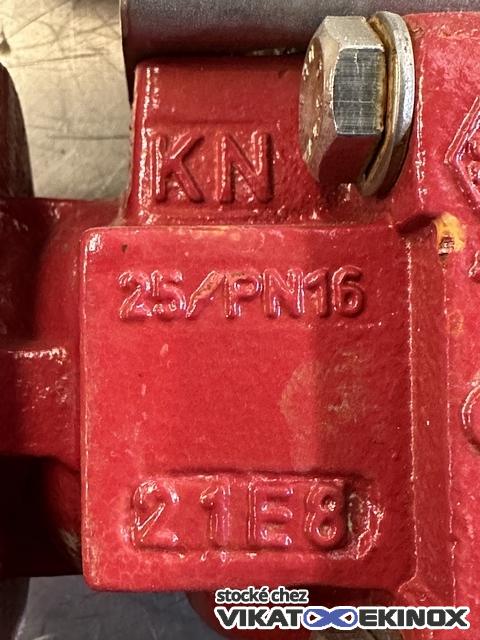 KN
25/PN16
21E8
stocké chez
VIKAT EKINOX